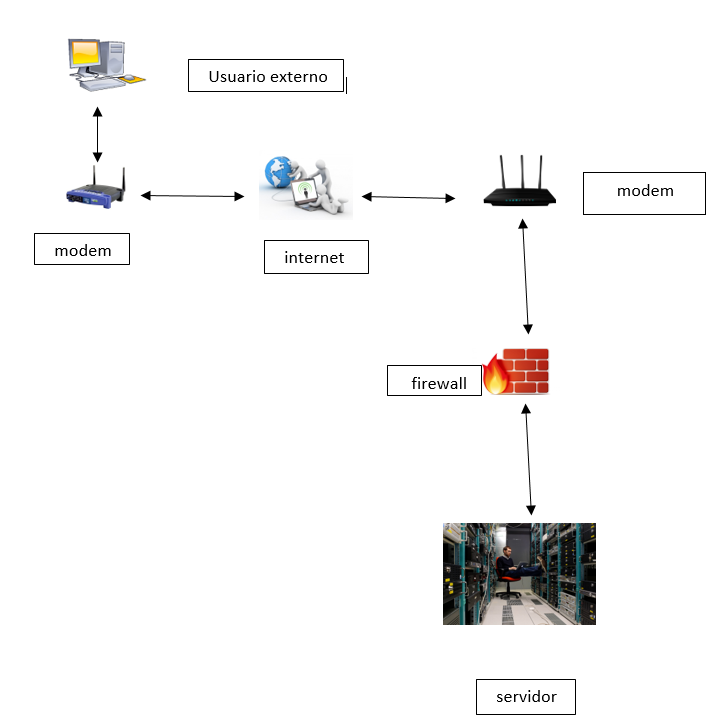 Usuario externo
modem
modem
internet
firewall
servidor